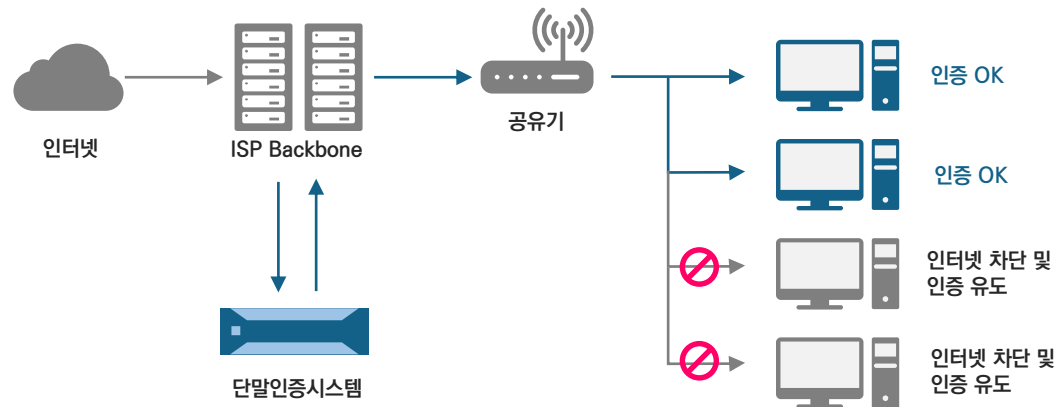 인터넷
ISP Backbone
공유기
단말인증시스템
인증 OK
인증 OK
인터넷 차단 및
인증 유도
인터넷 차단 및
인증 유도